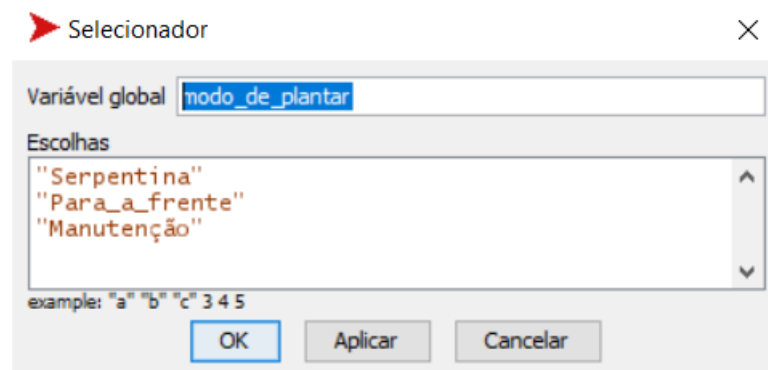 Selecionador
Variável global modo_de_plantar
Escolhas
"Serpentina"
"Para_a_frente"
"Manutenção"
example: "a" "b" "c" 3 4 5
OK Aplicar Cancelar